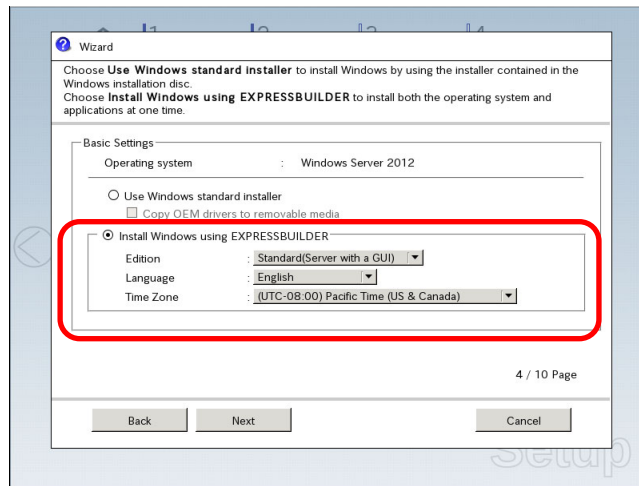 1 2 3 4
Wizard
Choose Use Windows standard installer to install Windows by using the installer contained in the
Windows installation disc.
Choose Install Windows using EXPRESSBUILDER to install both the operating system and
applications at one time.
Basic Settings
Operating system : Windows Server 2012
Use Windows standard installer
Copy OEM drivers to removable media
Install Windows using EXPRESSBUILDER
Edition : Standard(Server with a GUI)
Language : English
Time Zone : (UTC-08:00) Pacific Time (US & Canada)
4 / 10 Page
Back Next Cancel
Setup